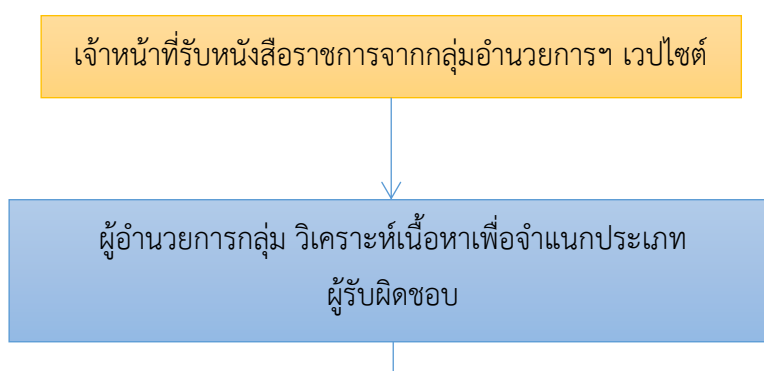 เจ้าหน้าที่รับหนังสือราชการจากกลุ่มอำนวยการฯ เวปไซต์
ผู้อำนวยการกลุ่ม วิเคราะห์เนื้อหาเพื่อจำแนกประเภท
ผู้รับผิดชอบ